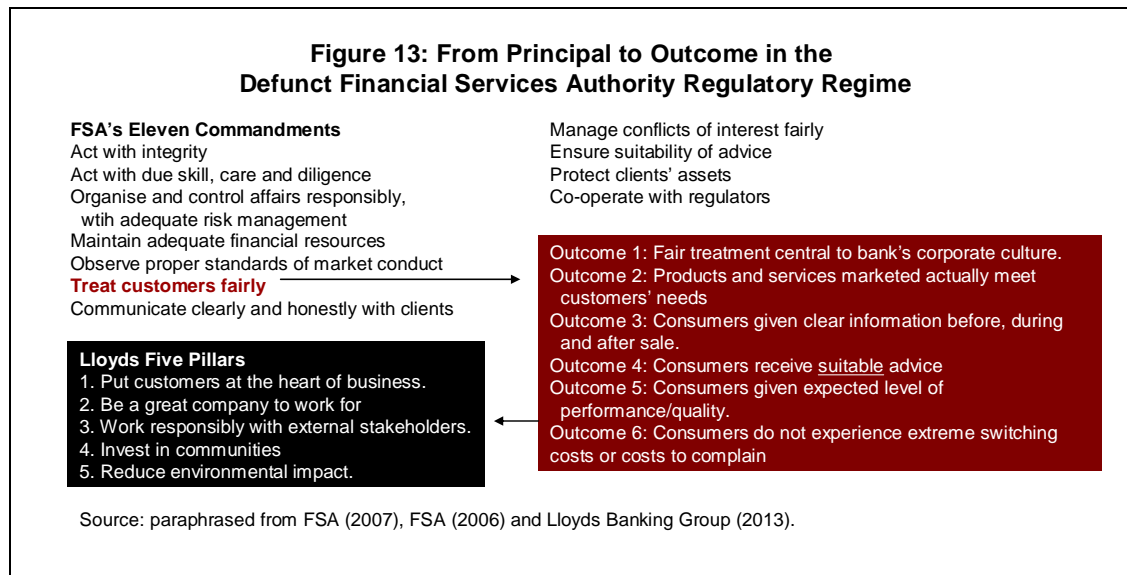 Figure 13: From Principal to Outcome in the
Defunct Financial Services Authority Regulatory Regime
FSA's Eleven Commandments
Act with integrity
Act with due skill, care and diligence
Organise and control affairs responsibly,
wtih adequate risk management
Maintain adequate financial resources
Observe proper standards of market conduct
Treat customers fairly
Communicate clearly and honestly with clients
Manage conflicts of interest fairly
Ensure suitability of advice
Protect clients' assets
Co-operate with regulators
Outcome 1: Fair treatment central to bank's corporate culture.
Outcome 2: Products and services marketed actually meet
customers' needs
Outcome 3: Consumers given clear information before, during
and after sale.
Outcome 4: Consumers receive suitable advice
Outcome 5: Consumers given expected level of
performance/quality.
Outcome 6: Consumers do not experience extreme switching
costs or costs to complain
Lloyds Five Pillars
1. Put customers at the heart of business.
2. Be a great company to work for
3. Work responsibly with external stakeholders.
4. Invest in communities
5. Reduce environmental impact.
Source: paraphrased from FSA (2007), FSA (2006) and Lloyds Banking Group (2013).